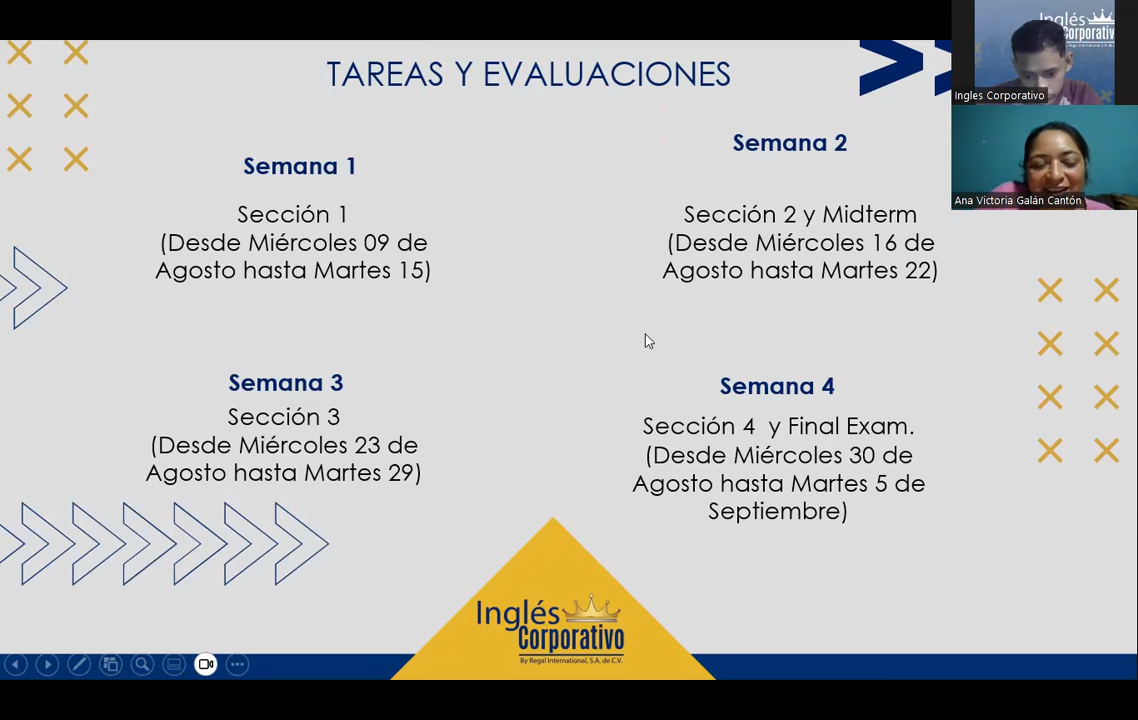 TAREAS Y EVALUACIONES
Semana 1
Sección 1
(Desde Miércoles 09 de
Agosto hasta Martes 15)
Semana 2
Sección 2 y Midterm
(Desde Miércoles 16 de
Agosto hasta Martes 22)
Semana 3
Sección 3
(Desde Miércoles 23 de
Agosto hasta Martes 29)
Semana 4
Sección 4 y Final Exam.
(Desde Miércoles 30 de
Agosto hasta Martes 5 de
Septiembre)
Inglés
Corporativo
By Regal International, S.A. de C.V.
Inglés
Corporativo
Ingles Corporativo
Ana Victoria Galán Cantón